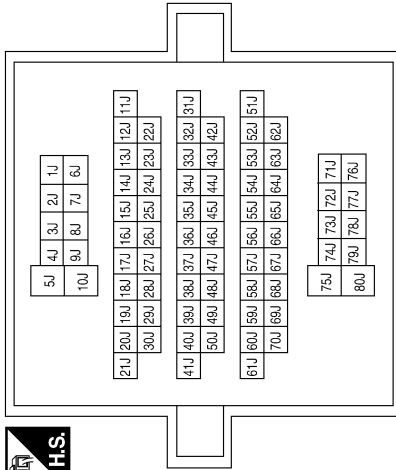 H.S.
5J 4J 3J 2J 1J
10J 9J 8J 7J 6J
21J 20J 19J 18J 17J 16J 15J 14J 13J 12J 11J
30J 29J 28J 27J 26J 25J 24J 23J 22J
41J 40J 39J 38J 37J 36J 35J 34J 33J 32J 31J
50J 49J 48J 47J 46J 45J 44J 43J 42J
61J 60J 59J 58J 57J 56J 55J 54J 53J 52J 51J
70J 69J 68J 67J 66J 65J 64J 63J 62J
75J 74J 73J 72J 71J
80J 79J 78J 77J 76J